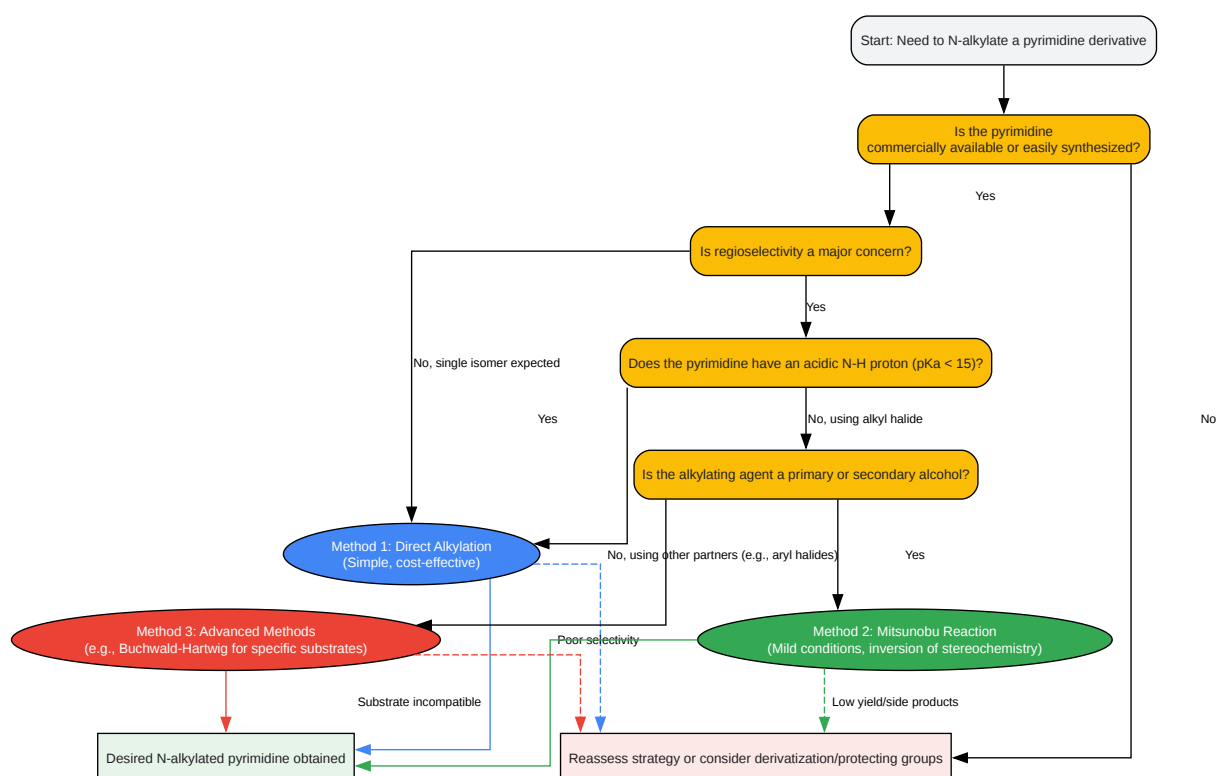 Start: Need to N-alkylate a pyrimidine derivative
Is the pyrimidine
commercially available or easily synthesized?
Yes
Is regioselectivity a major concern?
Yes
No, single isomer expected
Does the pyrimidine have an acidic N-H proton (pKa < 15)?
Yes
No, using alkyl halide
No
Is the alkylating agent a primary or secondary alcohol?
Method 1: Direct Alkylation
(Simple, cost-effective)
No, using other partners (e.g., aryl halides)
Yes
Method 3: Advanced Methods
(e.g., Buchwald-Hartwig for specific substrates)
Poor selectivity
Method 2: Mitsunobu Reaction
(Mild conditions, inversion of stereochemistry)
Substrate incompatible
Low yield/side products
Desired N-alkylated pyrimidine obtained
Reassess strategy or consider derivatization/protecting groups